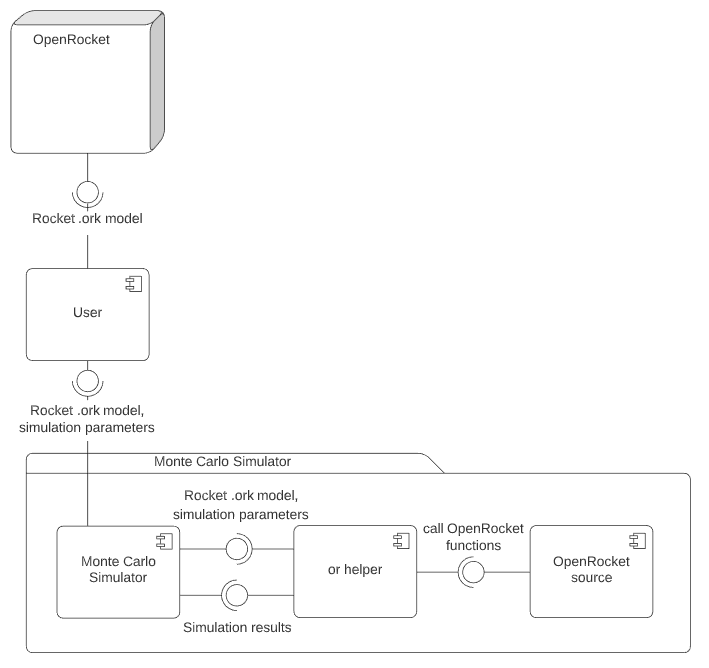 OpenRocket
Rocket .ork model
User
Rocket .ork model,
simulation parameters
Monte Carlo Simulator
Rocket .ork model,
simulation parameters
call OpenRocket
functions
Monte Carlo
Simulator
or helper
OpenRocket
source
Simulation results